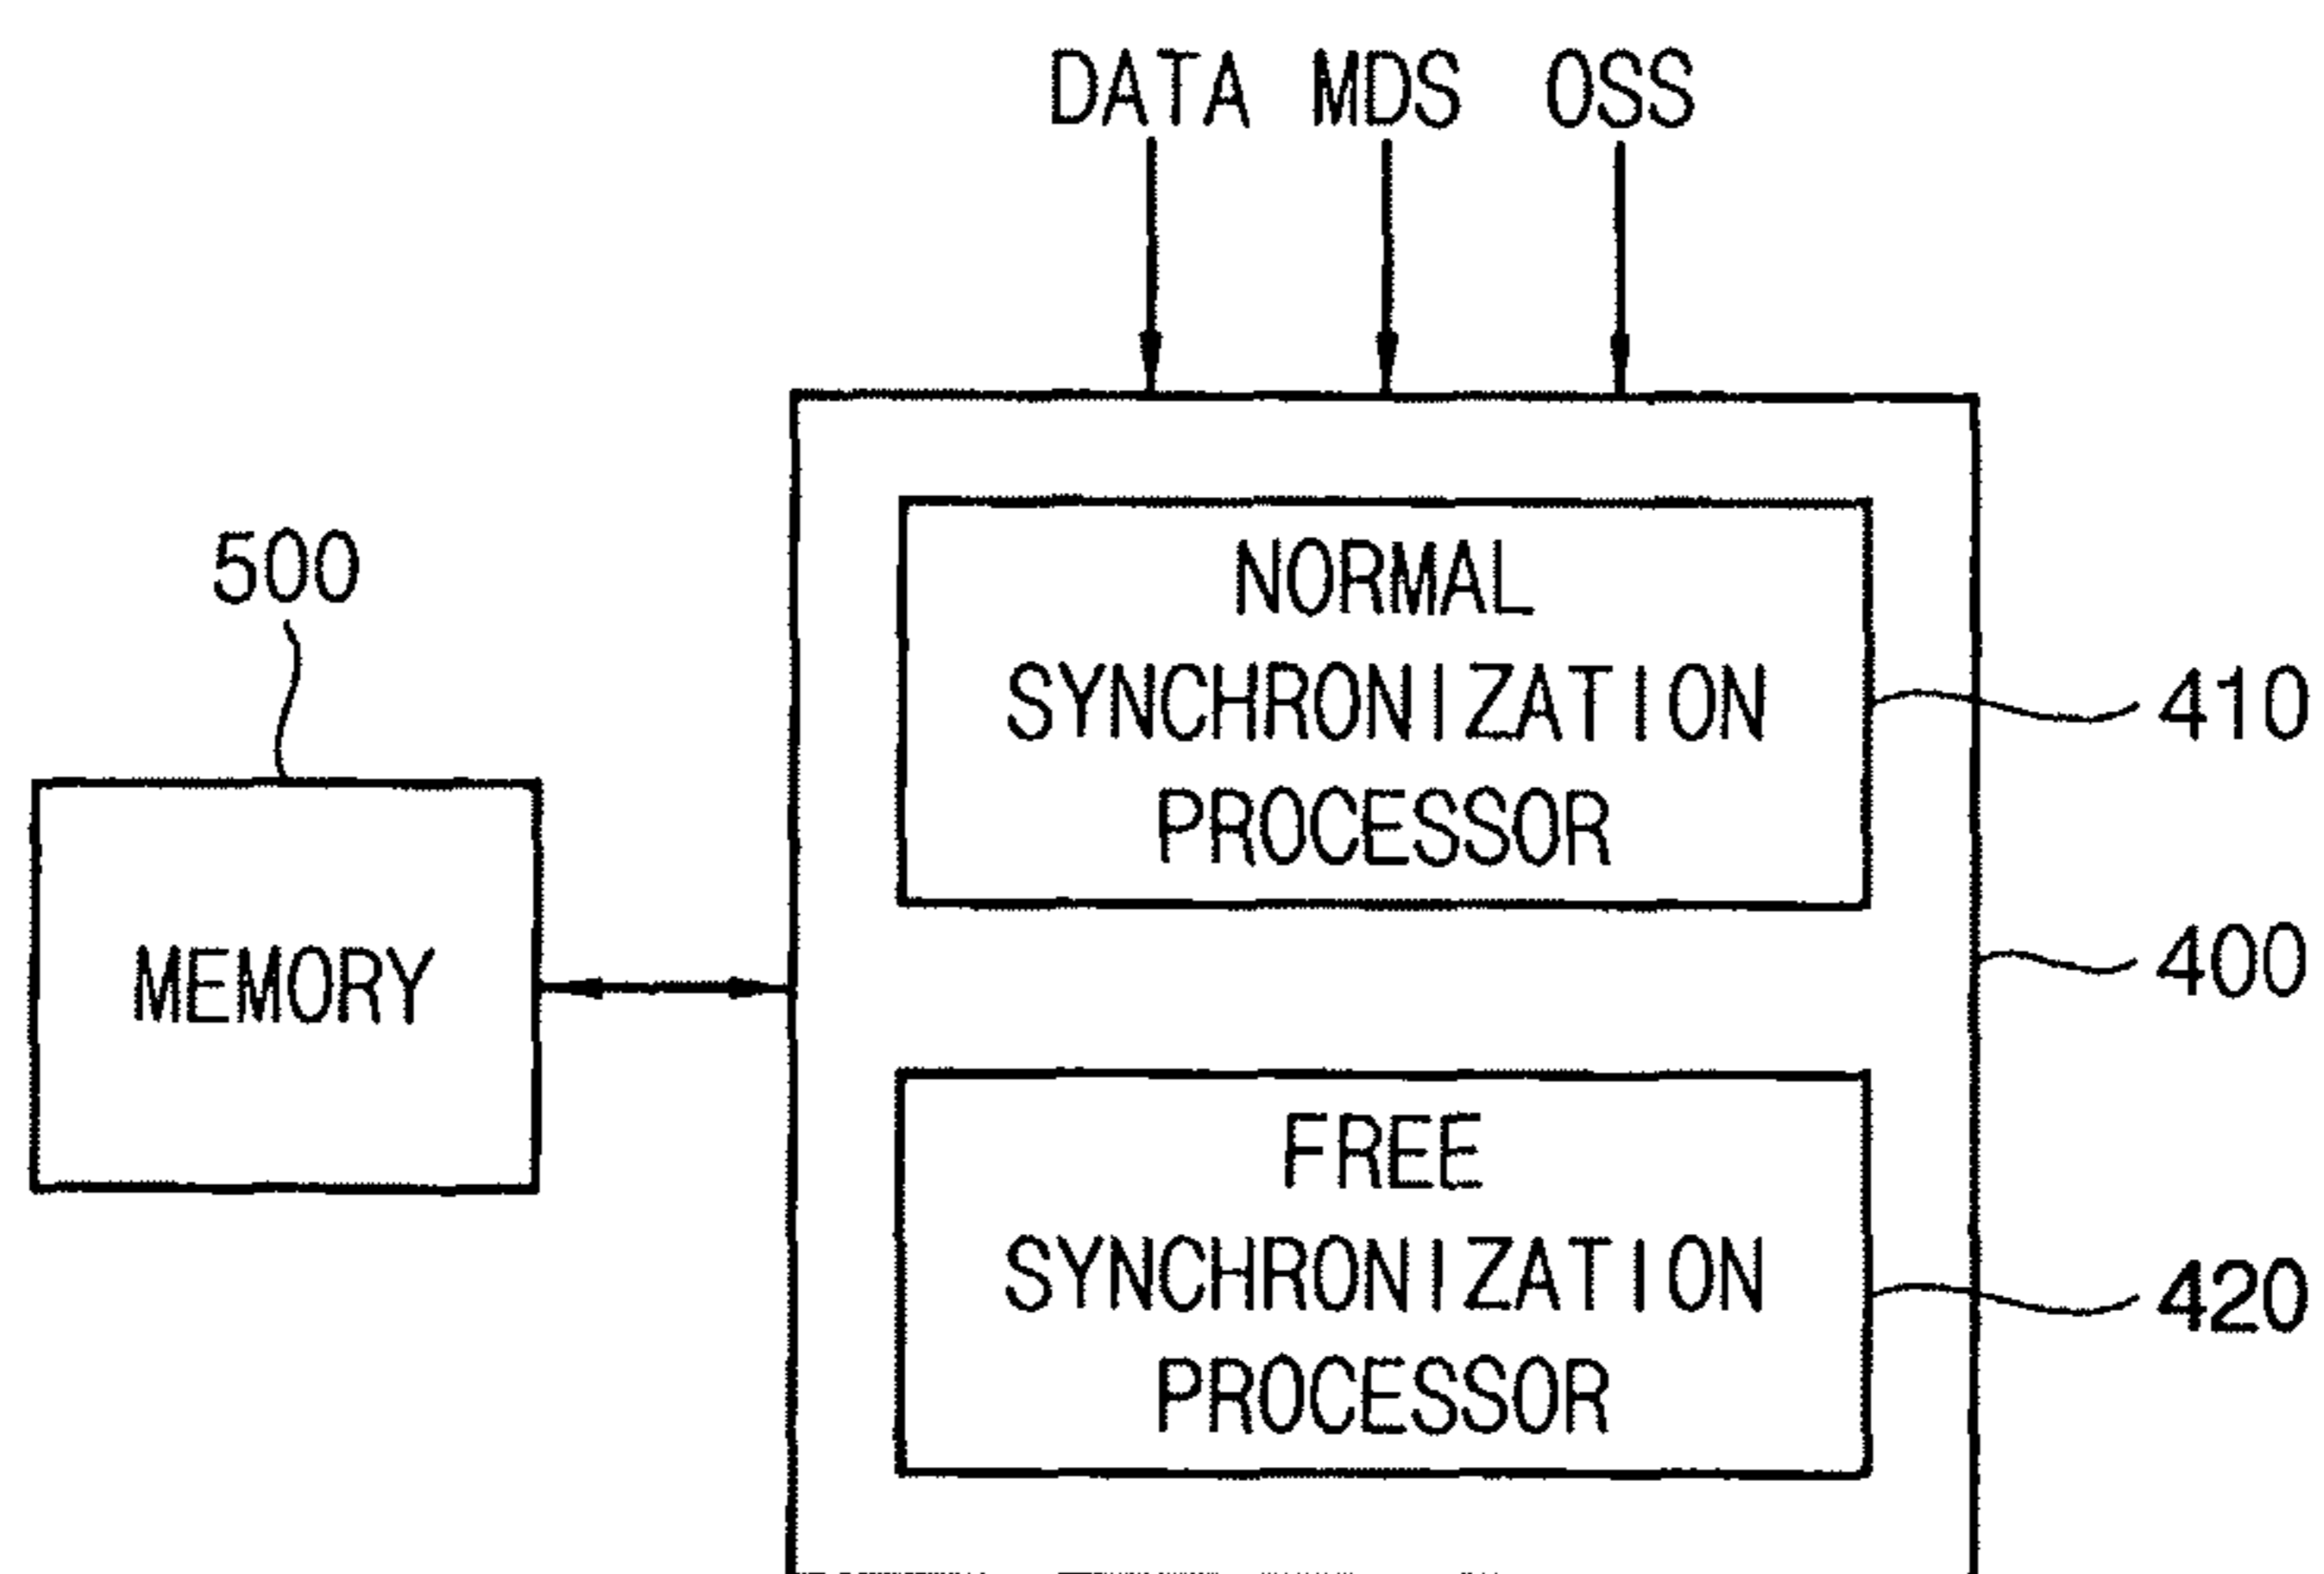 DATA MDS OSS
500
NORMAL
SYNCHRONIZATION
PROCESSOR
410
MEMORY
400
FREE
SYNCHRONIZATION
PROCESSOR
420